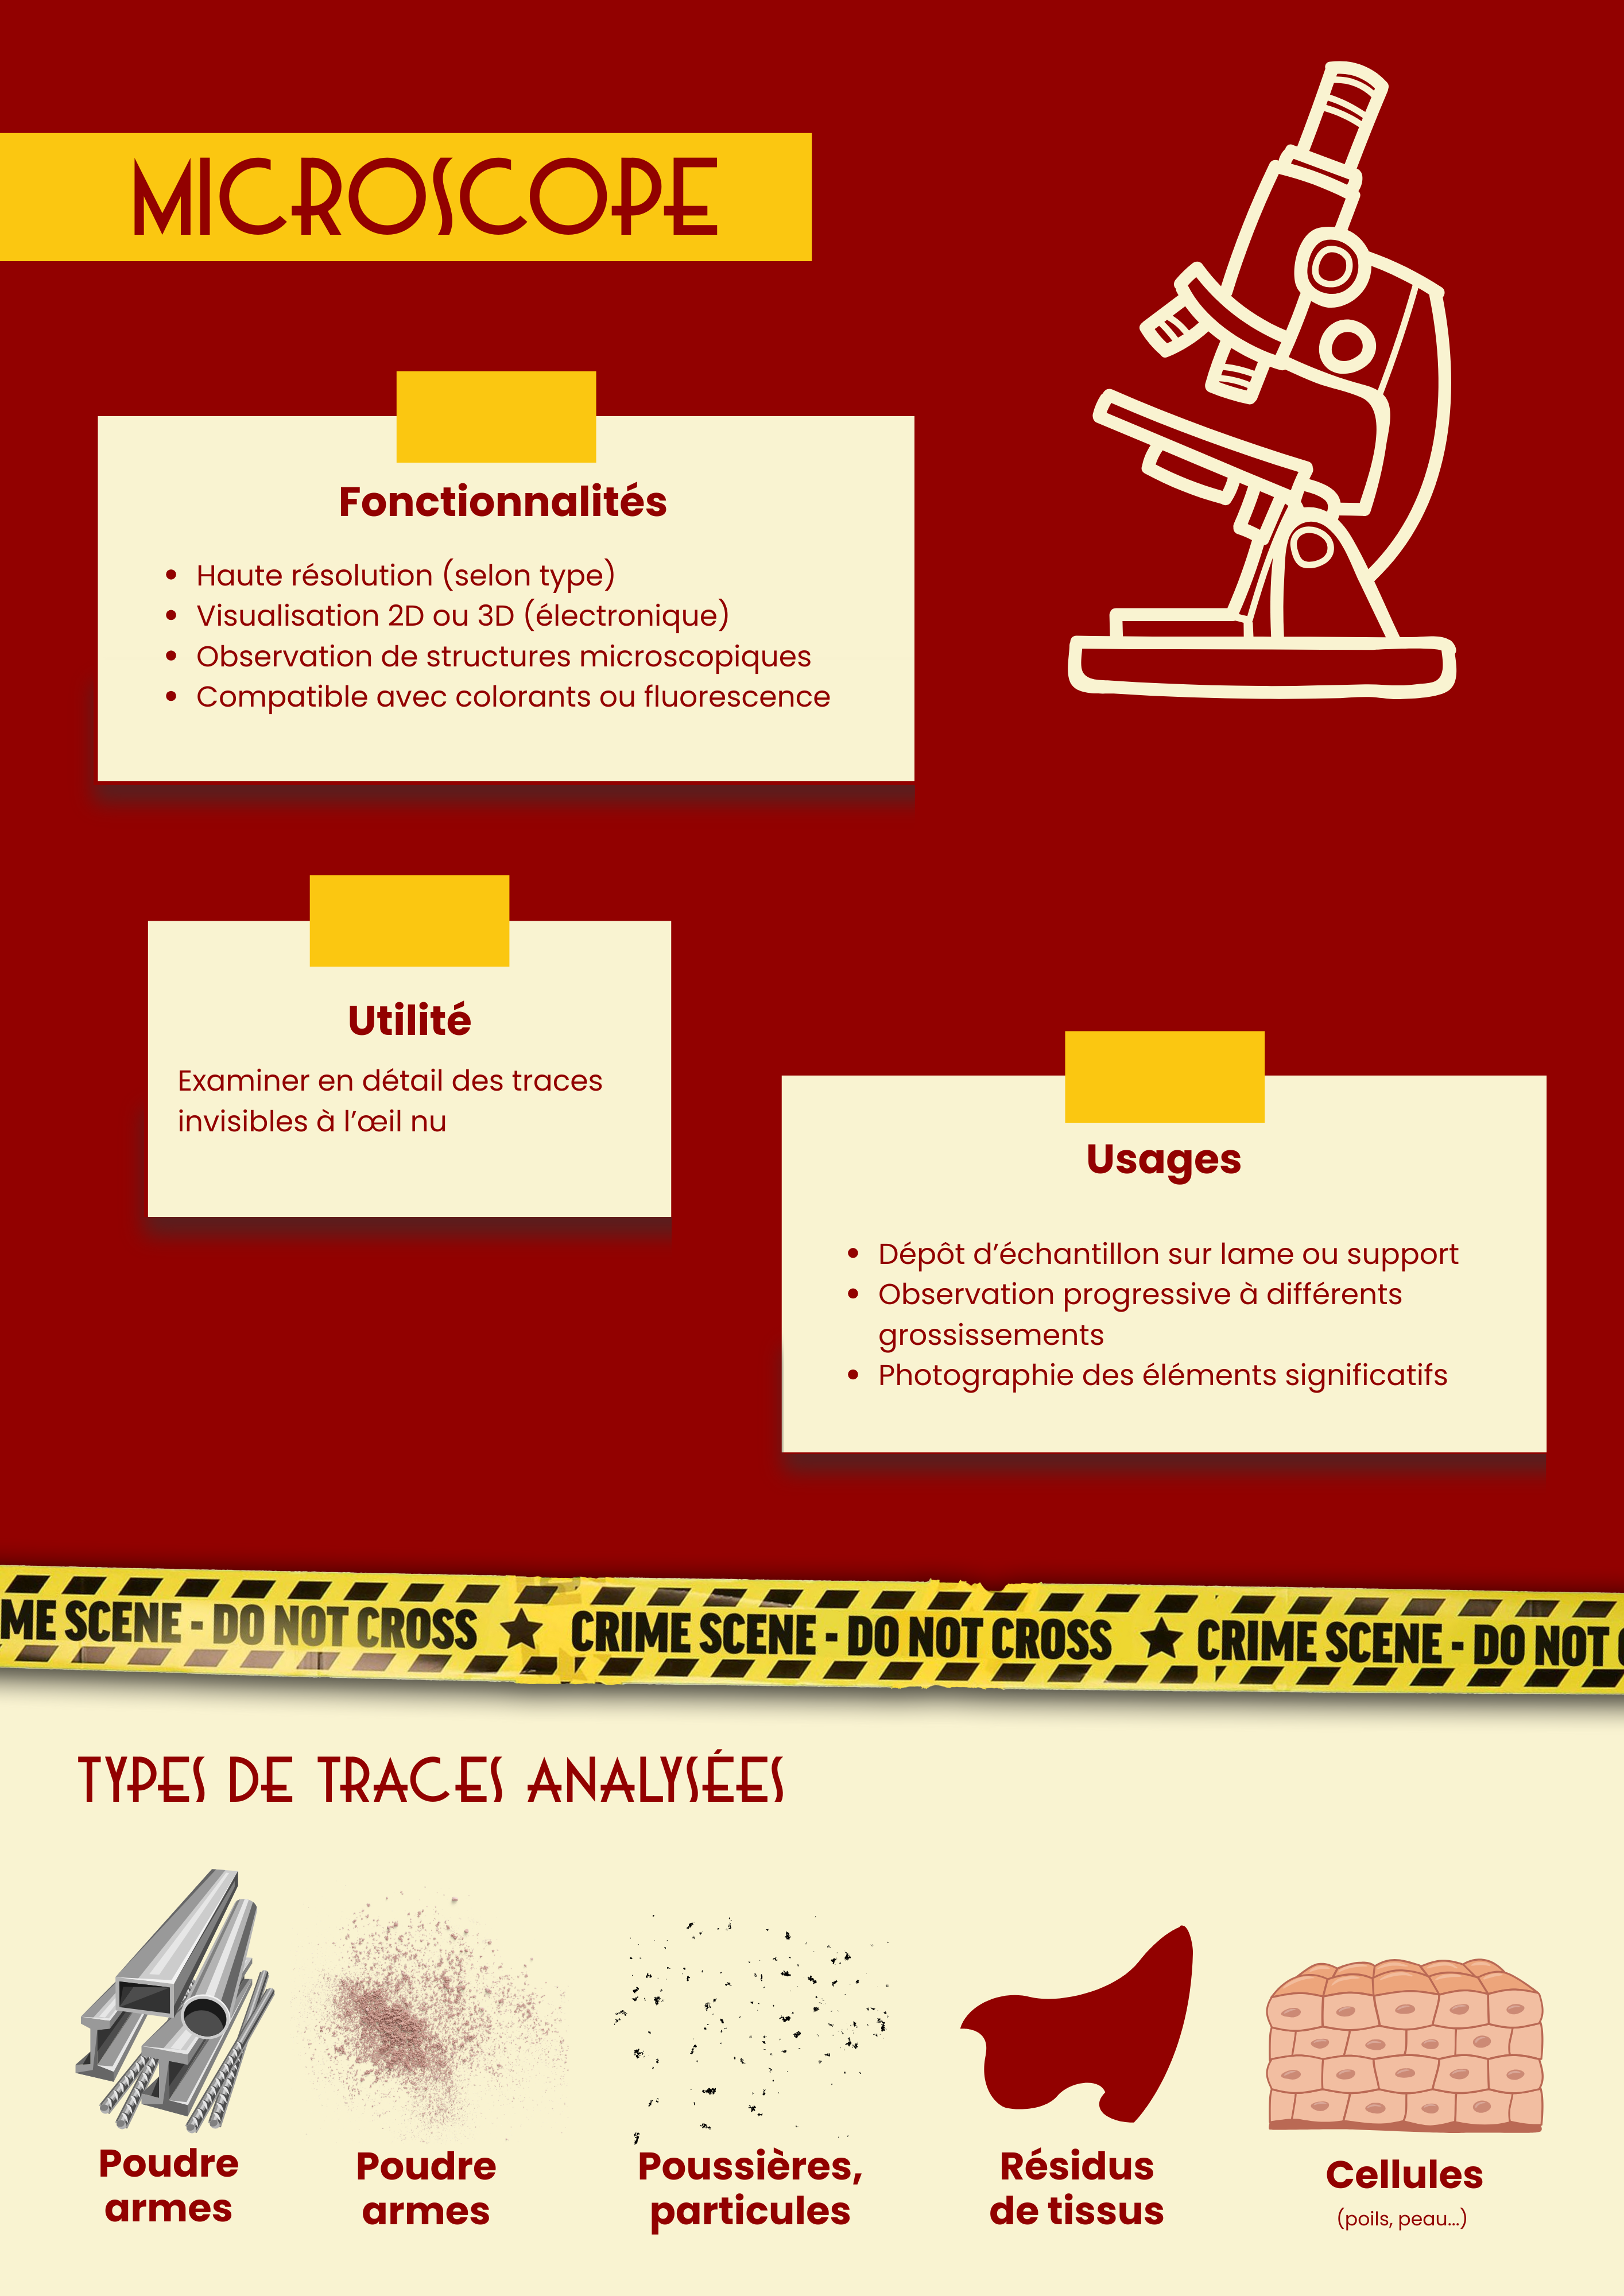 MICROSCOPE
Fonctionnalités
• Haute résolution (selon type)
• Visualisation 2D ou 3D (électronique)
• Observation de structures microscopiques
• Compatible avec colorants ou fluorescence
Utilité
Examiner en détail des traces
invisibles à l’œil nu
Usages
• Dépôt d’échantillon sur lame ou support
• Observation progressive à différents
grossissements
• Photographie des éléments significatifs
ME SCENE - DO NOT CROSS ★ CRIME SCENE - DO NOT CROSS ★ CRIME SCENE - DO NOT
TYPES DE TRACES ANALYSÉES
Poudre
armes
Poudre
armes
Poussières,
particules
Résidus
de tissus
Cellules
(poils, peau...)